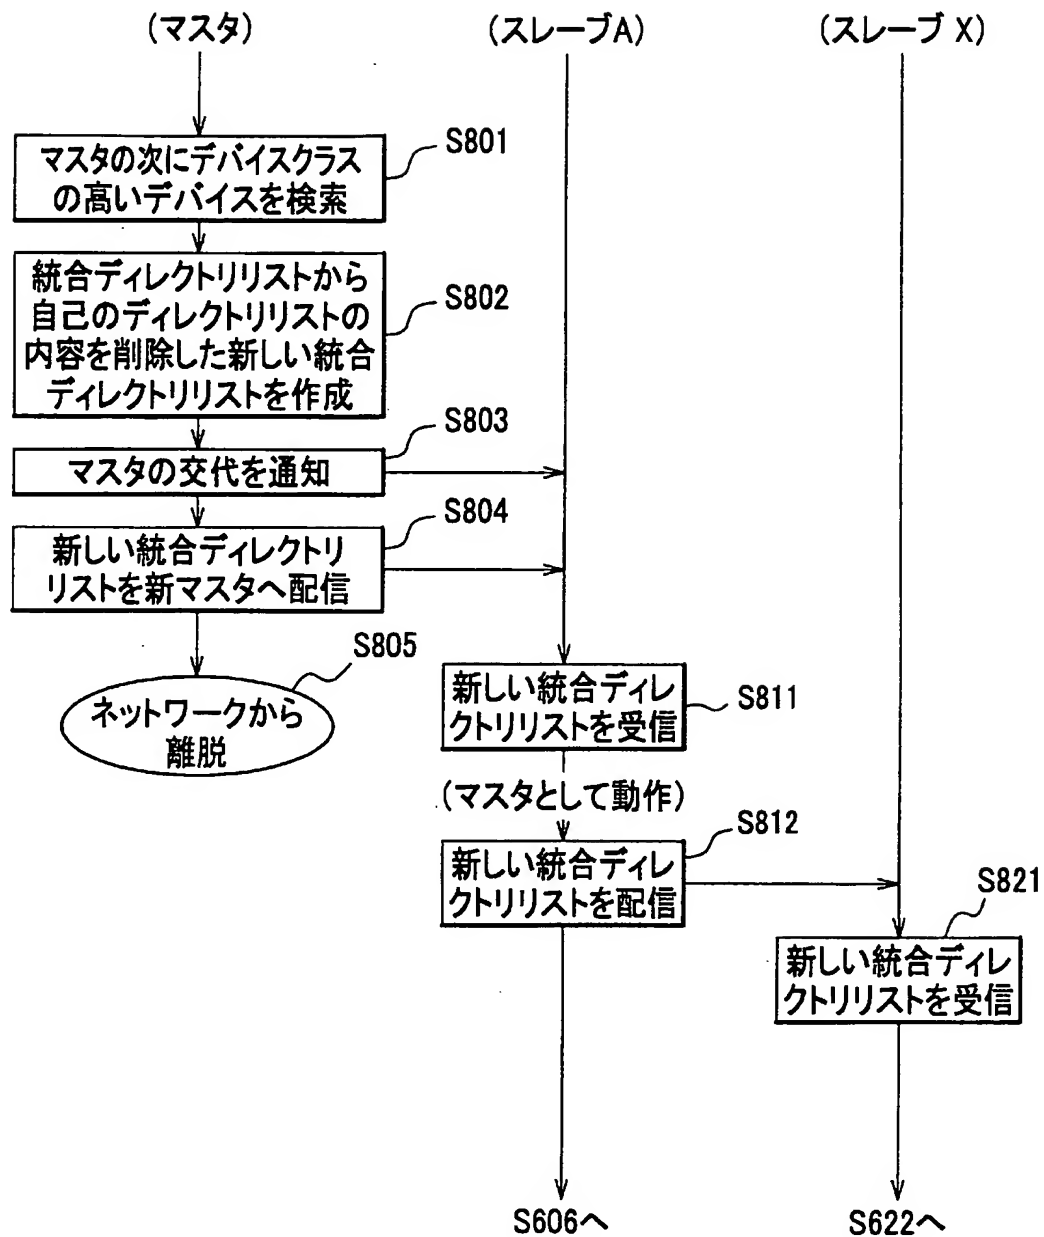 (マスタ)
(スレーブA)
(スレーブ X)
マスタの次にデバイスクラス
の高いデバイスを検索
S801
統合ディレクトリリストから
自己のディレクトリリストの
内容を削除した新しい統合
ディレクトリリストを作成
S802
マスタの交代を通知
S803
新しい統合ディレクトリ
リストを新マスタへ配信
S804
ネットワークから
離脱
S805
新しい統合ディレ
クトリリストを受信
S811
(マスタとして動作)
新しい統合ディレ
クトリリストを配信
S812
新しい統合ディレ
クトリリストを受信
S821
S606へ
S622へ